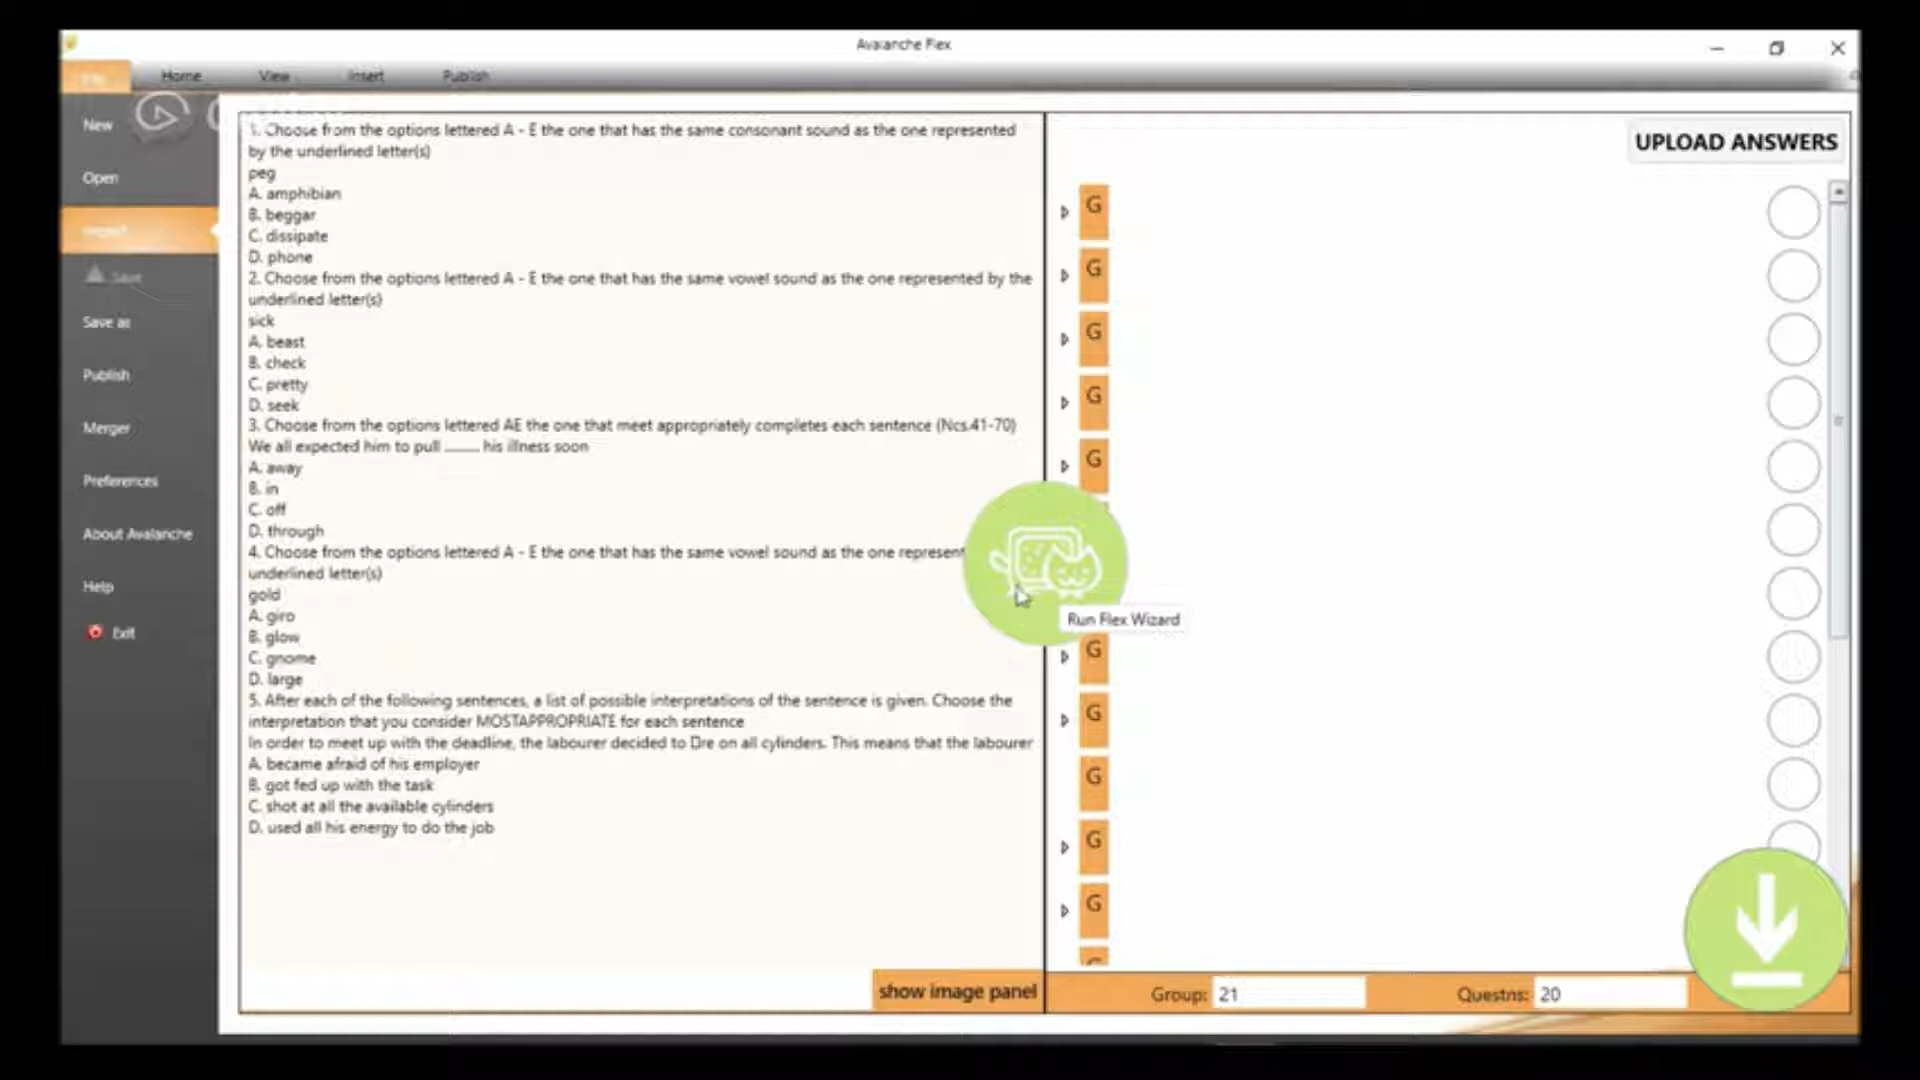 Avalanche Flex
File Home View Insert Publish
New
Open
Import
Save
Save as
Publish
Merger
Preferences
About Avalanche
Help
Exit
1. Choose from the options lettered A - E the one that has the same consonant sound as the one represented
by the underlined letter(s)
peg
A. amphibian
B. beggar
C. dissipate
D. phone
2. Choose from the options lettered A - E the one that has the same vowel sound as the one represented by the
underlined letter(s)
sick
A. beast
B. check
C. pretty
D. seek
3. Choose from the options lettered AE the one that meet appropriately completes each sentence (Ncs.41-70)
We all expected him to pull ........ his illness soon
A. away
B. in
C. off
D. through
4. Choose from the options lettered A - E the one that has the same vowel sound as the one represent
underlined letter(s)
gold
A. giro
B. glow
C. gnome
D. large
5. After each of the following sentences, a list of possible interpretations of the sentence is given. Choose the
interpretation that you consider MOSTAPPROPRIATE for each sentence
In order to meet up with the deadline, the labourer decided to Dre on all cylinders. This means that the labourer
A. became afraid of his employer
B. got fed up with the task
C. shot at all the available cylinders
D. used all his energy to do the job
show image panel
UPLOAD ANSWERS
G
G
G
G
G
Run Flex Wizard
G
G
G
G
G
Group: 21
Questns: 20